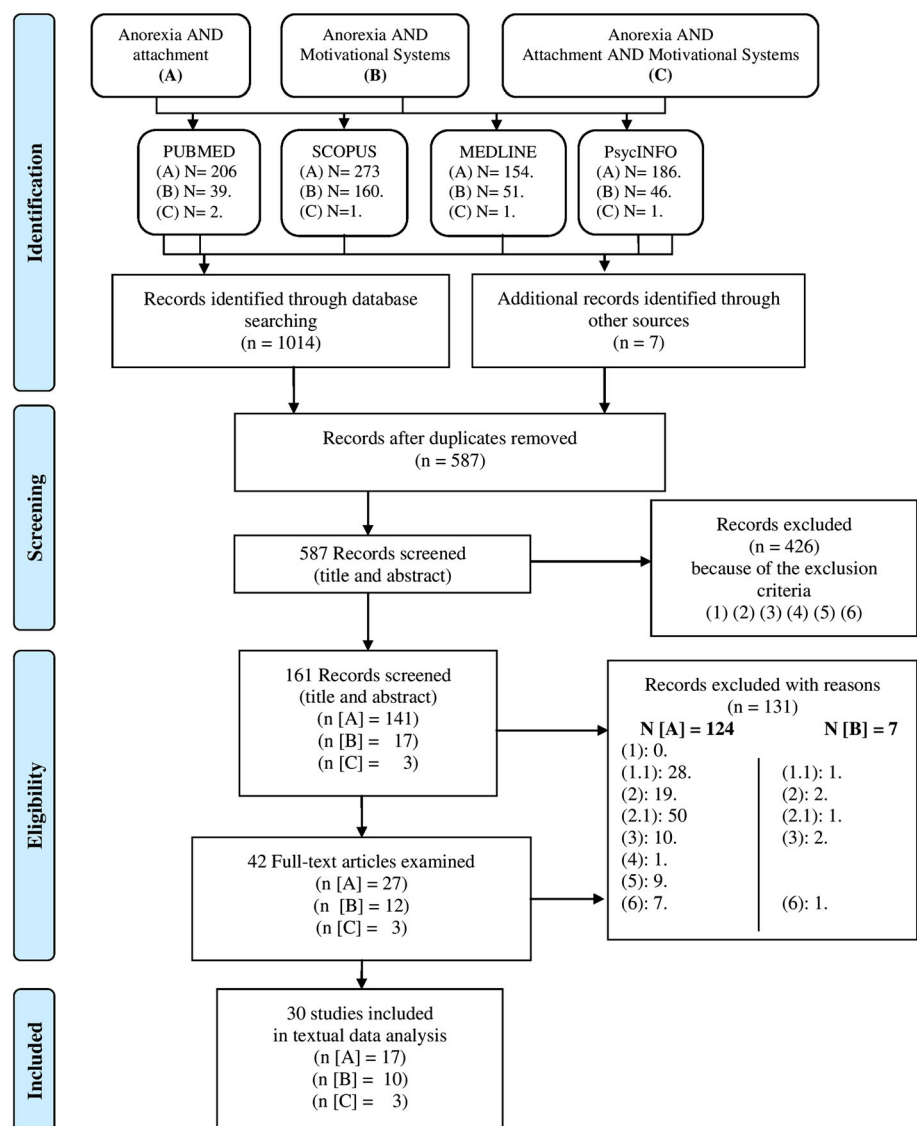 Identification
Anorexia AND
attachment
(A)
Anorexia AND
Motivational Systems
(B)
Anorexia AND
Attachment AND Motivational Systems
(C)
PUBMED
(A) N= 206
(B) N= 39.
(C) N= 2.
SCOPUS
(A) N= 273
(B) N= 160.
(C) N=1.
MEDLINE
(A) N= 154.
(B) N= 51.
(C) N= 1.
PsycINFO
(A) N= 186.
(B) N= 46.
(C) N= 1.
Records identified through database
searching
(n = 1014)
Additional records identified through
other sources
(n = 7)
Screening
Records after duplicates removed
(n = 587)
587 Records screened
(title and abstract)
Records excluded
(n = 426)
because of the exclusion
criteria
(1) (2) (3) (4) (5) (6)
Eligibility
161 Records screened
(title and abstract)
(n [A] = 141)
(n [B] = 17)
(n [C] = 3)
Records excluded with reasons
(n = 131)
N [A] = 124
(1): 0.
(1.1): 28.
(2): 19.
(2.1): 50
(3): 10.
(4): 1.
(5): 9.
(6): 7.
N [B] = 7
(1.1): 1.
(2): 2.
(2.1): 1.
(3): 2.
(6): 1.
42 Full-text articles examined
(n [A] = 27)
(n [B] = 12)
(n [C] = 3)
Included
30 studies included
in textual data analysis
(n [A] = 17)
(n [B] = 10)
(n [C] = 3)